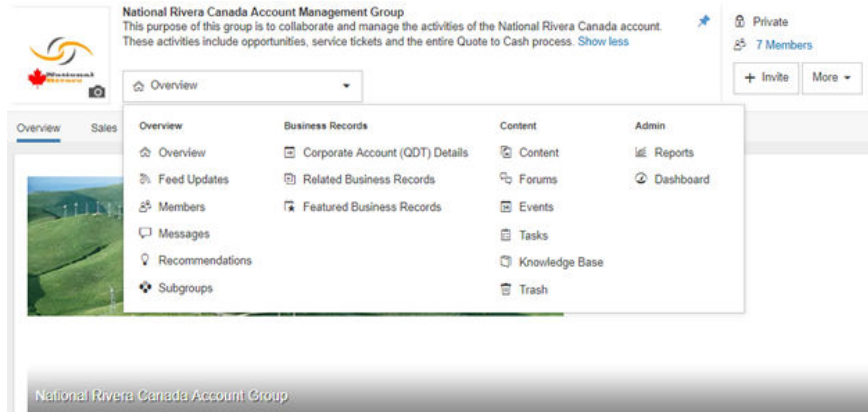 National Rivera Canada Account Management Group
This purpose of this group is to collaborate and manage the activities of the National Rivera Canada account.
These activities include opportunities, service tickets and the entire Quote to Cash process. Show less
Private
7 Members
+ Invite
More
National
Rivera
Overview
Overview
Sales
Overview
Overview
Feed Updates
Members
Messages
Recommendations
Subgroups
Business Records
Corporate Account (QDT) Details
Related Business Records
Featured Business Records
Content
Content
Forums
Events
Tasks
Knowledge Base
Trash
Admin
Reports
Dashboard
National Rivera Canada Account Group